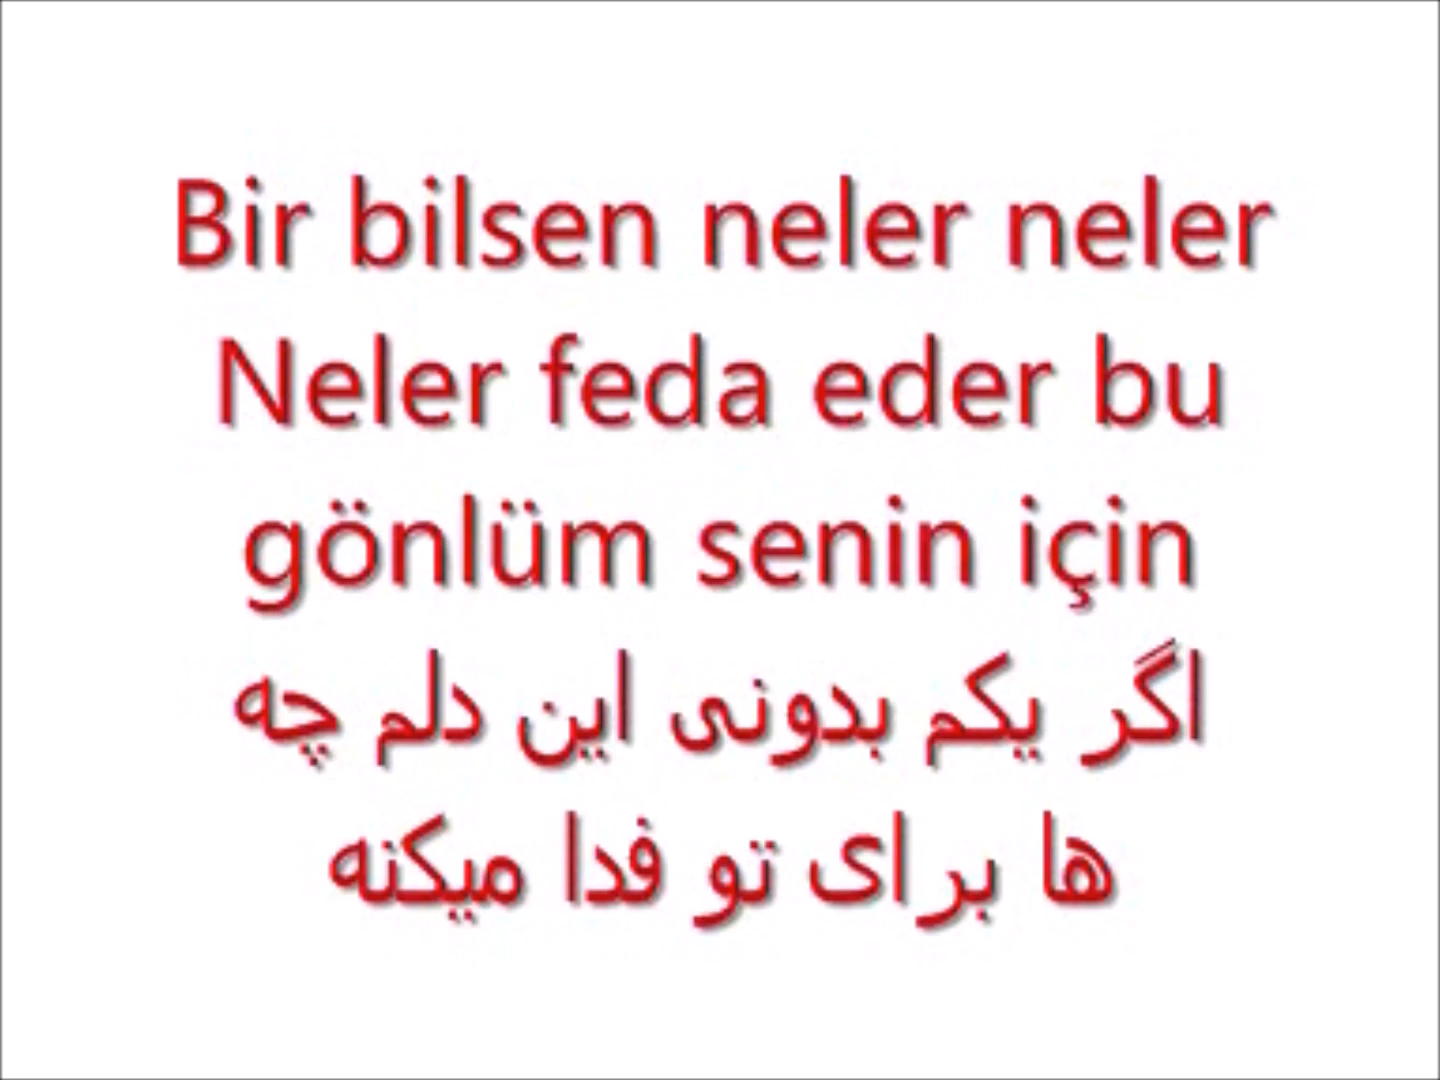 Bir bilsen neler neler
Neler feda eder bu
gönlüm senin için
اگر یکم بدونی این دلم چه
ها برای تو فدا میکنه